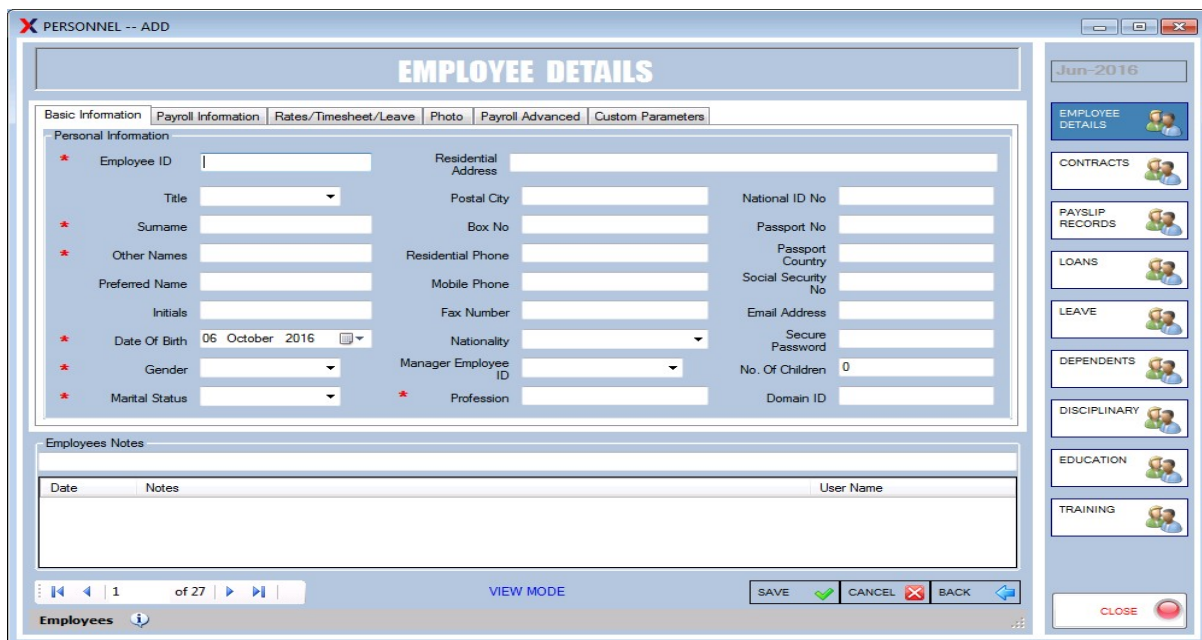 PERSONNEL -- ADD
EMPLOYEE DETAILS
Jun-2016
Basic Information Payroll Information Rates/Timesheet/Leave Photo Payroll Advanced Custom Parameters
Personal Information
* Employee ID
Residential Address
Title
Postal City
National ID No
* Surname
Box No
Passport No
* Other Names
Residential Phone
Passport Country
Preferred Name
Mobile Phone
Social Security No
Initials
Fax Number
Email Address
* Date Of Birth 06 October 2016
Nationality
Secure Password
* Gender
Manager Employee ID
No. Of Children 0
* Marital Status
* Profession
Domain ID
Employees Notes
Date Notes User Name
1 of 27
VIEW MODE
SAVE CANCEL BACK
Employees
EMPLOYEE DETAILS
CONTRACTS
PAYSLIP RECORDS
LOANS
LEAVE
DEPENDENTS
DISCIPLINARY
EDUCATION
TRAINING
CLOSE